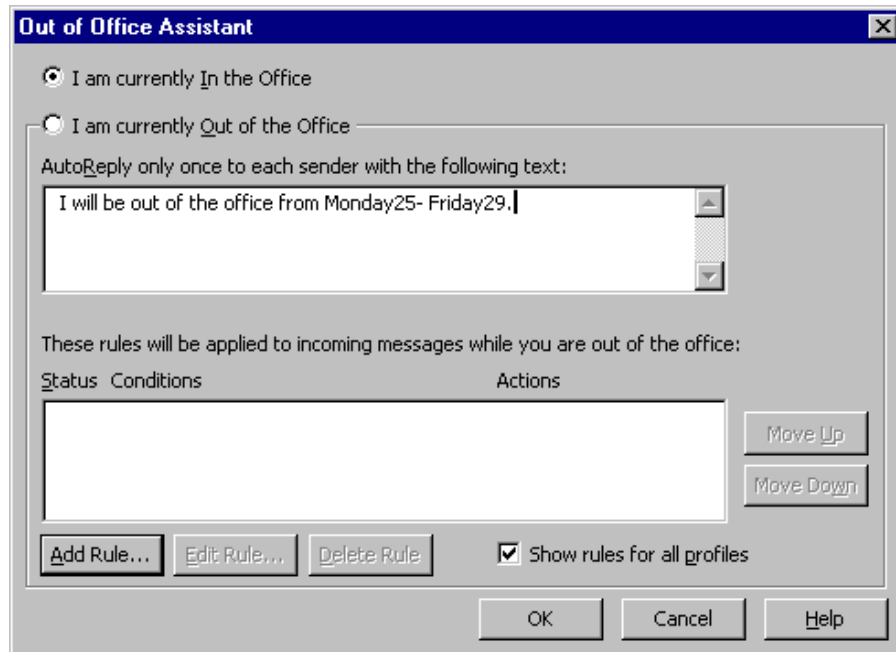 Out of Office Assistant
I am currently In the Office
I am currently Out of the Office
AutoReply only once to each sender with the following text:
I will be out of the office from Monday25- Friday29.
These rules will be applied to incoming messages while you are out of the office:
Status Conditions Actions
Move Up
Move Down
Add Rule... Edit Rule... Delete Rule Show rules for all profiles
OK Cancel Help